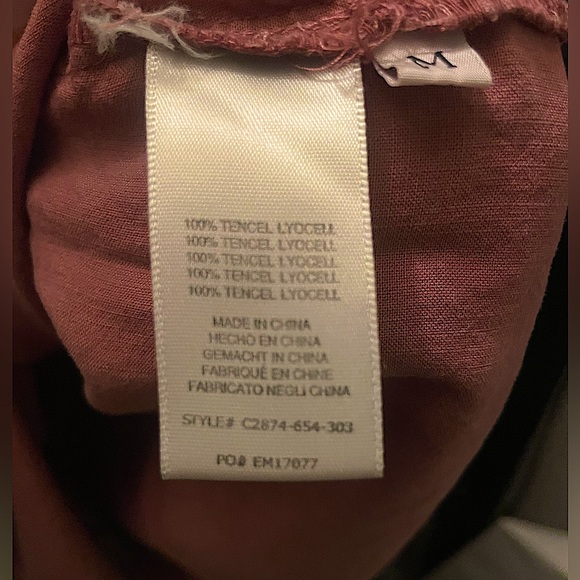 M
100% TENCEL LYOCELL
100% TENCEL LYOCELL
100% TENCEL LYOCELL
100% TENCEL LYOCELL
100% TENCEL LYOCELL
MADE IN CHINA
HECHO EN CHINA
GEMACHT IN CHINA
FABRIQUÉ EN CHINE
FABRICATO NEGLI CHINA
STYLE# C2874-654-303
PO# EM17077